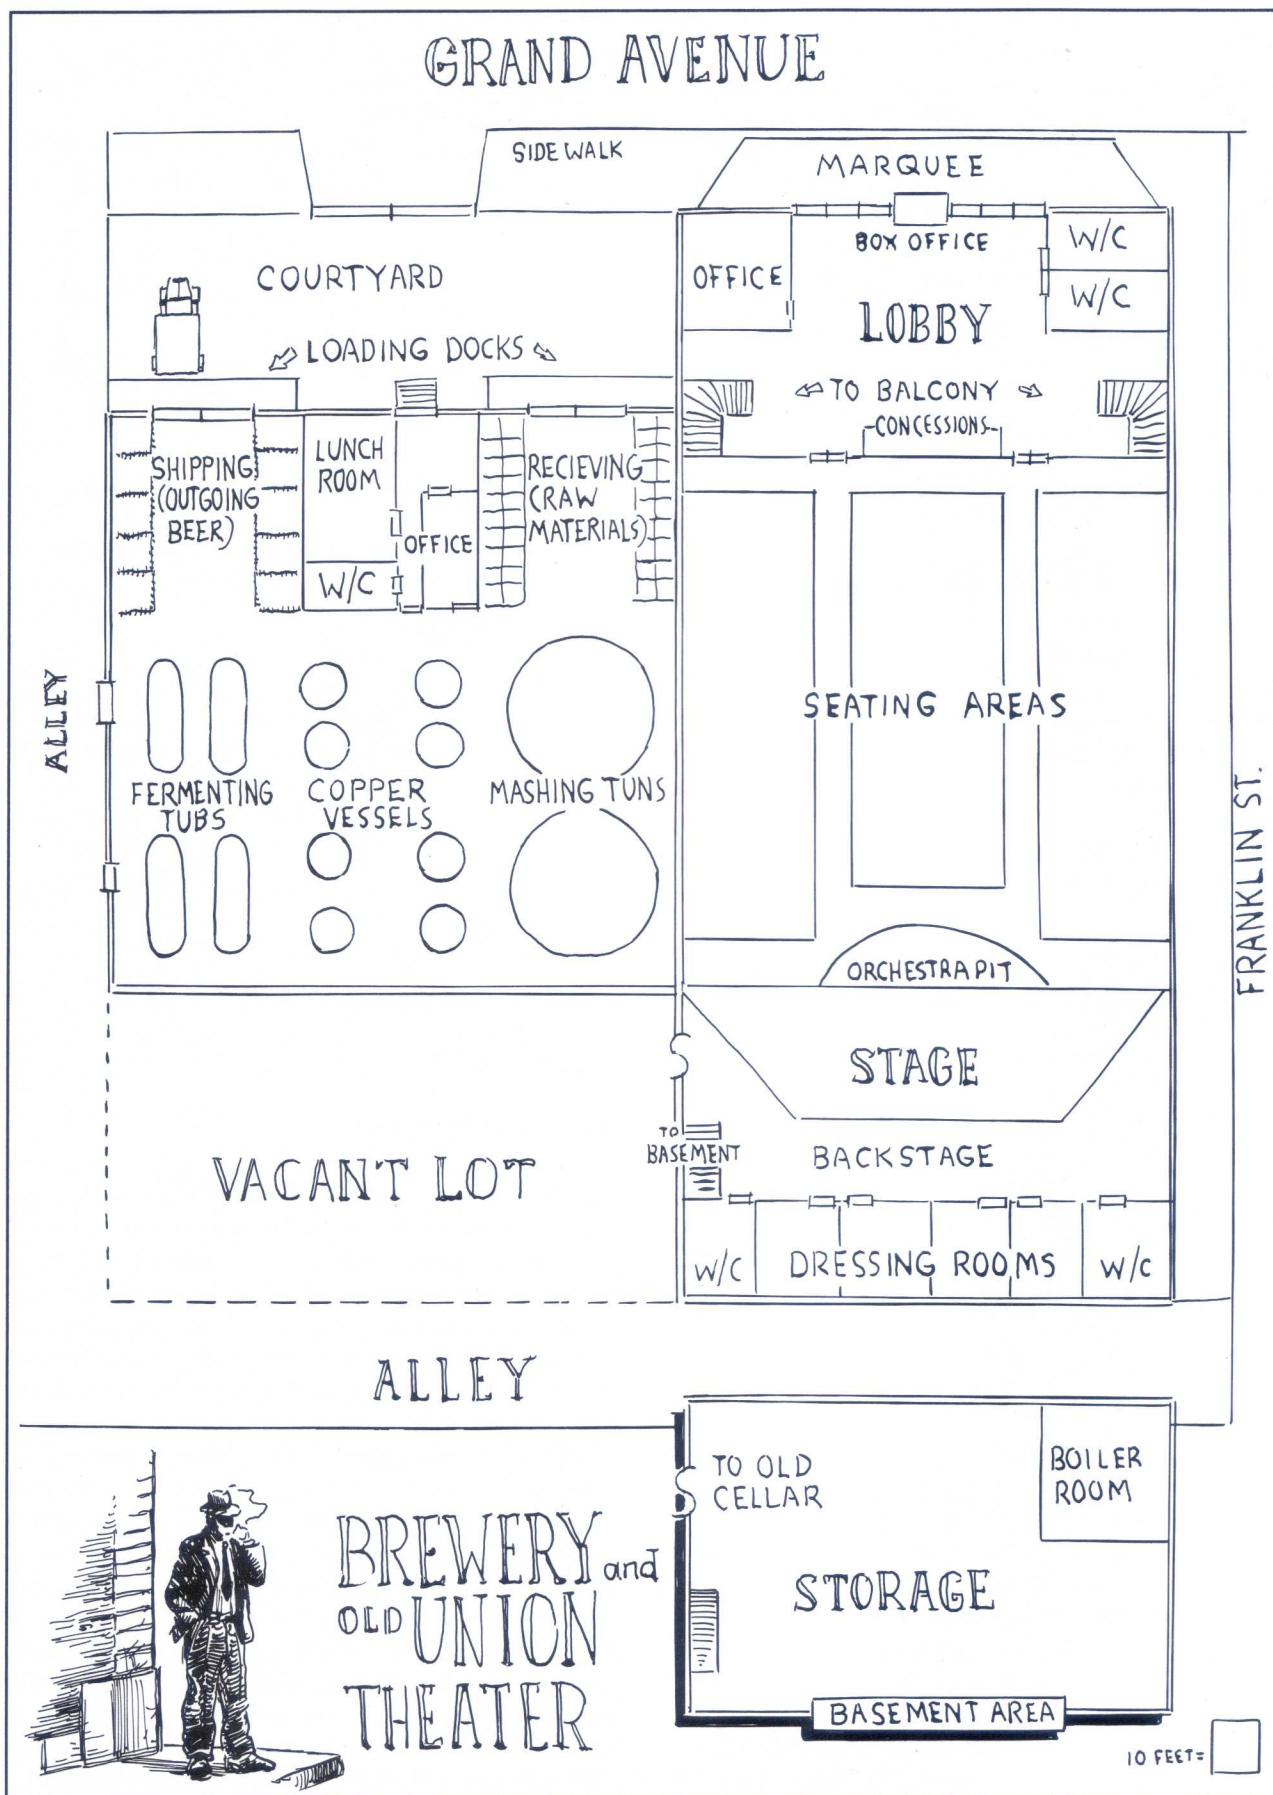 GRAND AVENUE
SIDEWALK
MARQUEE
BOX OFFICE
W/C
OFFICE
W/C
COURTYARD
LOBBY
LOADING DOCKS
TO BALCONY
CONCESSIONS
SHIPPING
(OUTGOING
BEER)
LUNCH
ROOM
OFFICE
W/C
RECIEVING
(RAW
MATERIALS)
ALLEY
SEATING AREAS
FERMENTING
TUBS
COPPER
VESSELS
MASHING TUNS
FRANKLIN ST.
ORCHESTRA PIT
STAGE
TO
BASEMENT
BACKSTAGE
VACANT LOT
W/C
DRESSING ROOMS
W/C
ALLEY
TO OLD
CELLAR
BOILER
ROOM
STORAGE
BASEMENT AREA
BREWERY and
OLD UNION
THEATER
10 FEET=